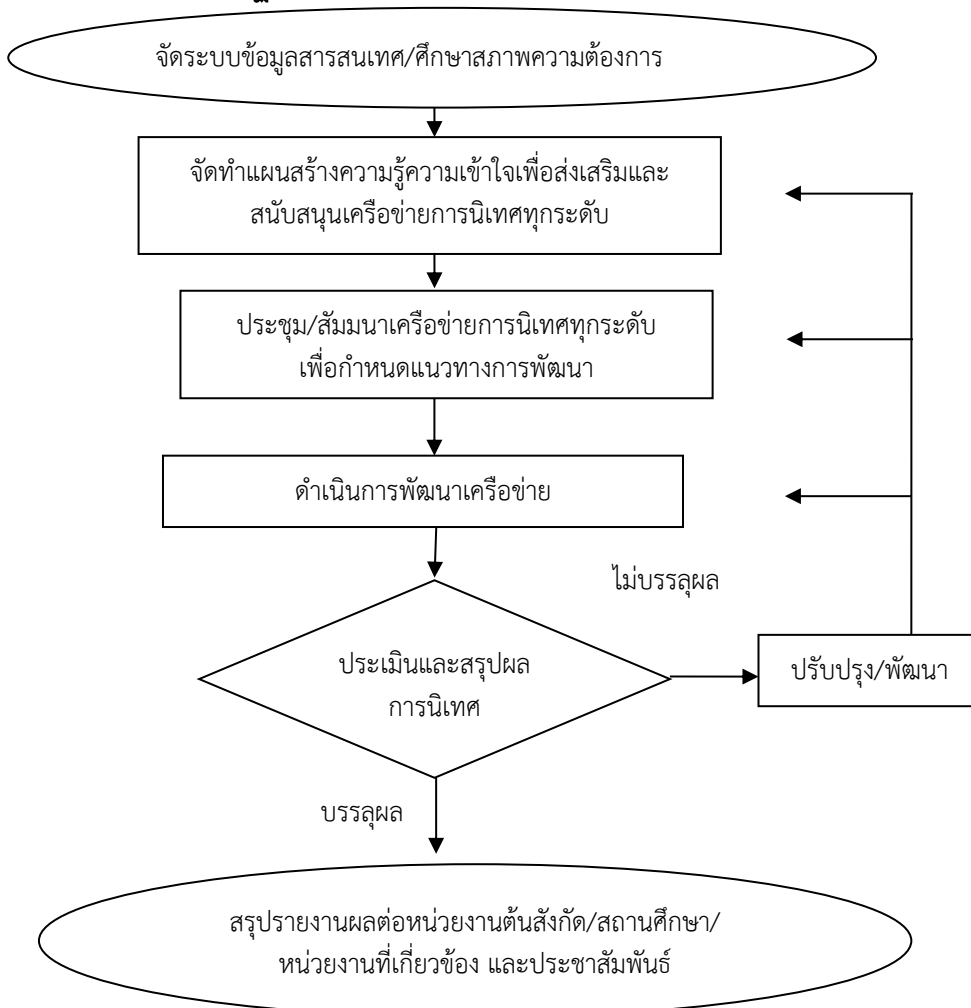 จัดระบบข้อมูลสารสนเทศ/ศึกษาสภาพความต้องการ
จัดทำแผนสร้างความรู้ความเข้าใจเพื่อส่งเสริมและ
สนับสนุนเครือข่ายการนิเทศทุกระดับ
ประชุม/สัมมนาเครือข่ายการนิเทศทุกระดับ
เพื่อกำหนดแนวทางการพัฒนา
ดำเนินการพัฒนาเครือข่าย
ไม่บรรลุผล
ประเมินและสรุปผล
การนิเทศ
ปรับปรุง/พัฒนา
บรรลุผล
สรุปรายงานผลต่อหน่วยงานต้นสังกัด/สถานศึกษา/
หน่วยงานที่เกี่ยวข้อง และประชาสัมพันธ์